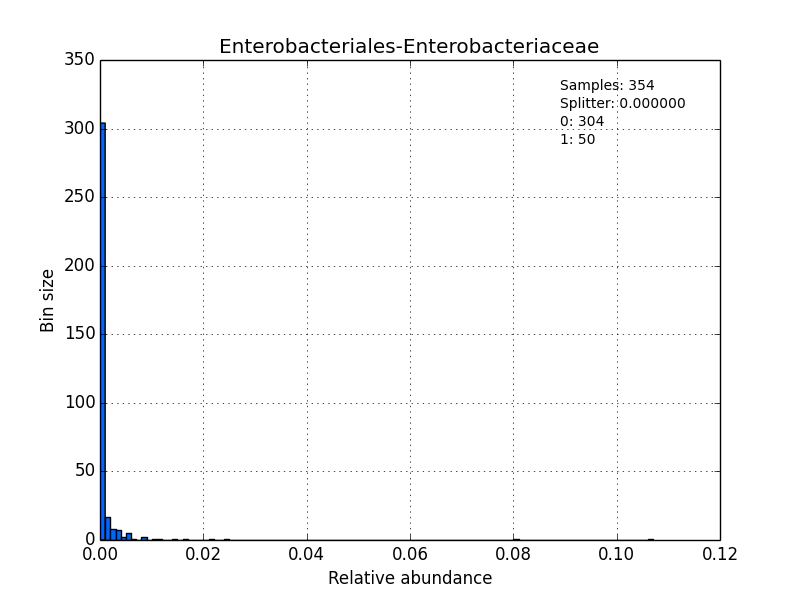 Enterobacteriales-Enterobacteriaceae
350
300
250
200
150
100
50
0
Samples: 354
Splitter: 0.000000
0: 304
1: 50
Bin size
0.00 0.02 0.04 0.06 0.08 0.10 0.12
Relative abundance